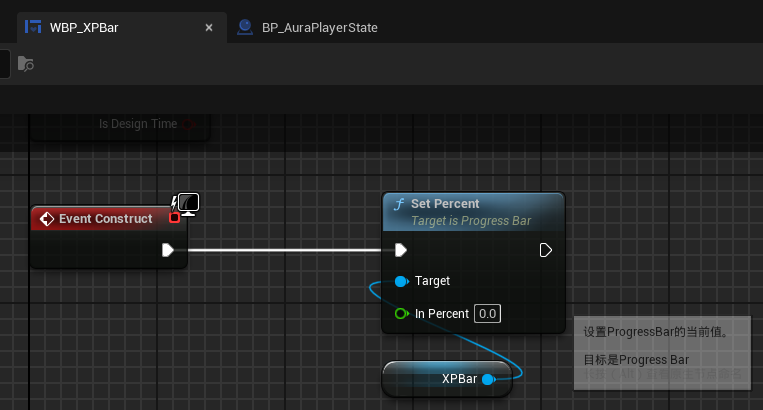 WBP_XPBar
BP_AuraPlayerState
Is Design Time
Event Construct
Set Percent
Target is Progress Bar
Target
In Percent 0.0
XPBar
设置ProgressBar的当前值。
目标是Progress Bar